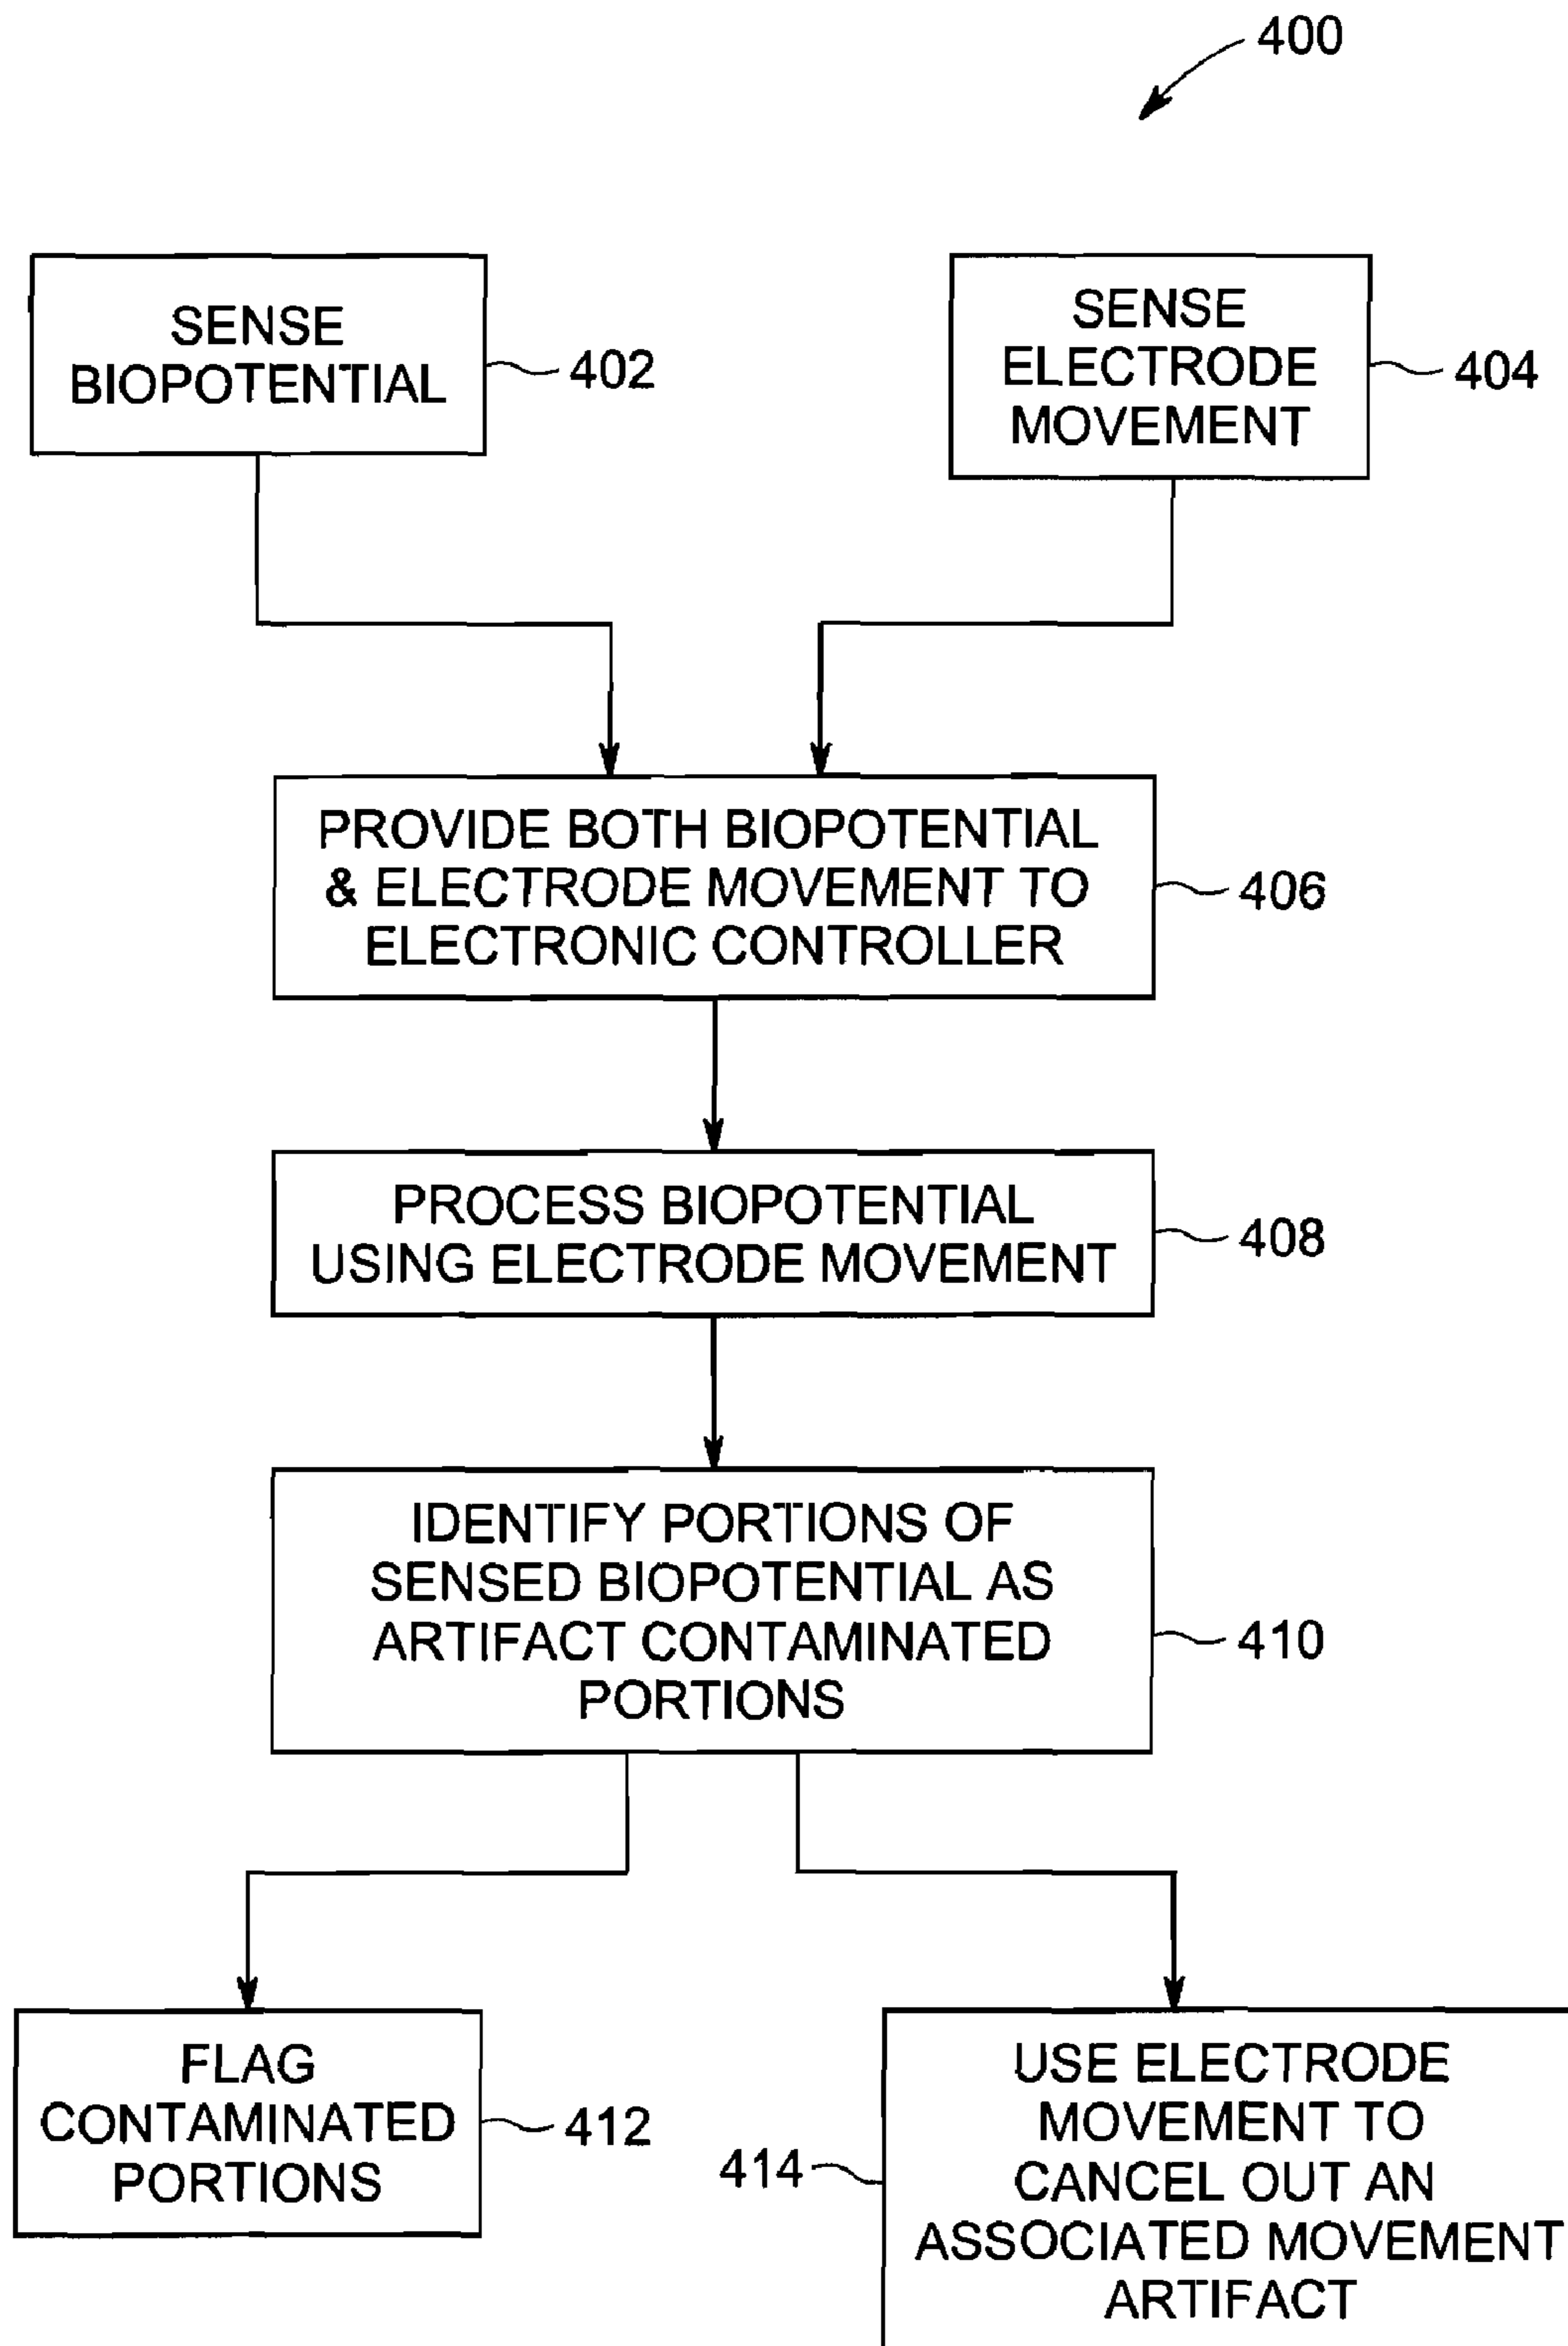 400
SENSE
BIOPOTENTIAL
402
SENSE
ELECTRODE
MOVEMENT
404
PROVIDE BOTH BIOPOTENTIAL
& ELECTRODE MOVEMENT TO
ELECTRONIC CONTROLLER
406
PROCESS BIOPOTENTIAL
USING ELECTRODE MOVEMENT
408
IDENTIFY PORTIONS OF
SENSED BIOPOTENTIAL AS
ARTIFACT CONTAMINATED
PORTIONS
410
FLAG
CONTAMINATED
PORTIONS
412
414
USE ELECTRODE
MOVEMENT TO
CANCEL OUT AN
ASSOCIATED MOVEMENT
ARTIFACT